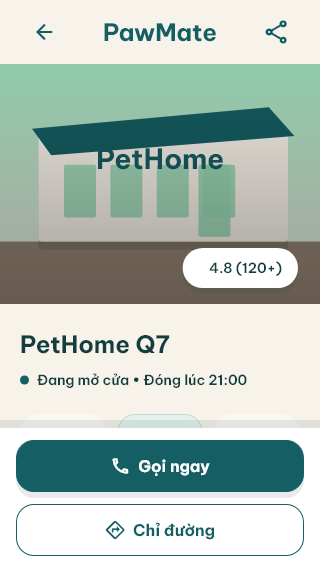 PawMate
PetHome
4.8 (120+)
PetHome Q7
Đang mở cửa • Đóng lúc 21:00
Gọi ngay
Chỉ đường